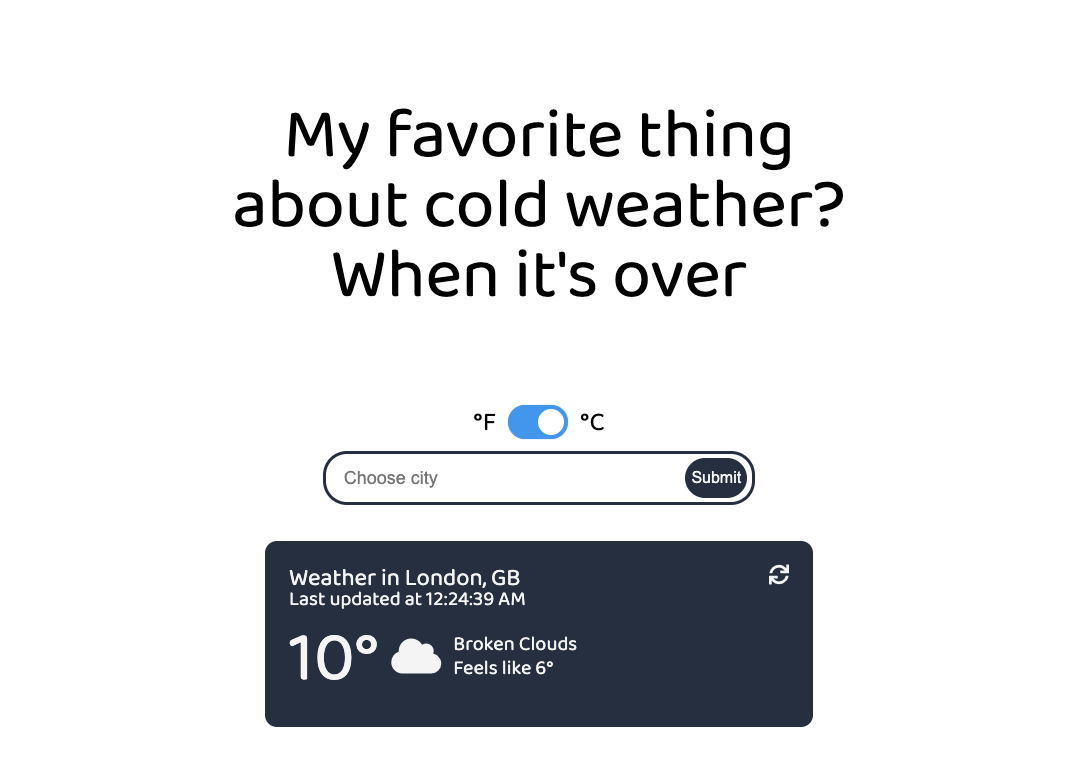 My favorite thing
about cold weather?
When it's over
°F °C
Choose city Submit
Weather in London, GB
Last updated at 12:24:39 AM
10° Broken Clouds
Feels like 6°